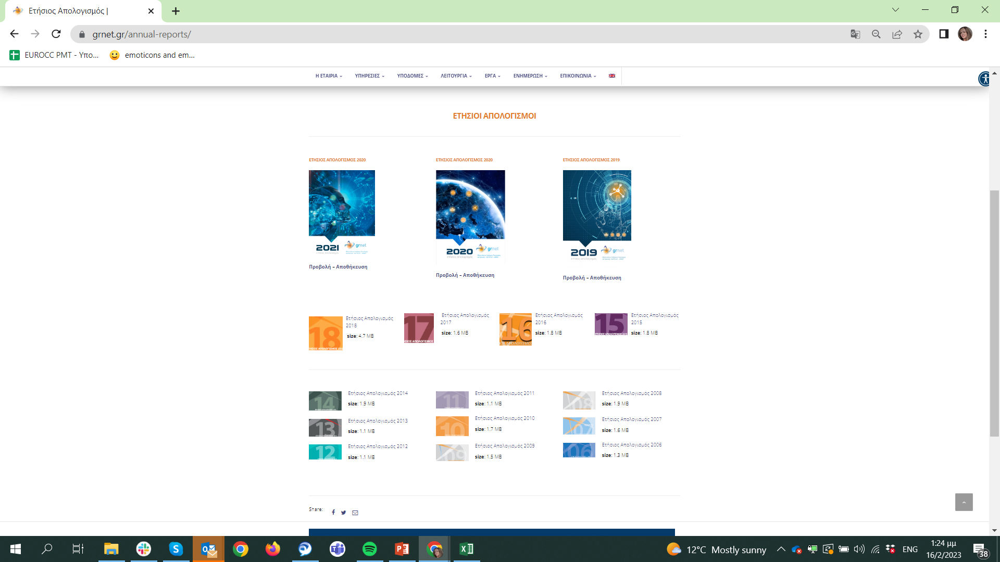 Ετήσιος Απολογισμός |
grnet.gr/annual-reports/
EUROCC PMT - Υπο...
emoticons and em...
Η ΕΤΑΙΡΙΑ
ΥΠΗΡΕΣΙΕΣ
ΥΠΟΔΟΜΕΣ
ΛΕΙΤΟΥΡΓΙΑ
ΕΡΓΑ
ΕΝΗΜΕΡΩΣΗ
ΕΠΙΚΟΙΝΩΝΙΑ
ΕΤΗΣΙΟΙ ΑΠΟΛΟΓΙΣΜΟΙ
ΕΤΗΣΙΟΣ ΑΠΟΛΟΓΙΣΜΟΣ 2020
ΕΤΗΣΙΟΣ ΑΠΟΛΟΓΙΣΜΟΣ 2020
ΕΤΗΣΙΟΣ ΑΠΟΛΟΓΙΣΜΟΣ 2019
2021
ετήσιος απολογισμός
grnet
2020
ετήσιος απολογισμός
grnet
2019
ετήσιος απολογισμός
grnet
Προβολή – Αποθήκευση
Προβολή – Αποθήκευση
Προβολή – Αποθήκευση
18
Ετήσιος Απολογισμός
2018
size: 4.7 MB
17
Ετήσιος Απολογισμός
2017
size: 1.6 MB
16
Ετήσιος Απολογισμός
2016
size: 1.8 MB
15
Ετήσιος Απολογισμός
2015
size: 1.8 MB
14
Ετήσιος Απολογισμός 2014
size: 1.9 MB
13
Ετήσιος Απολογισμός 2013
size: 1.1 MB
12
Ετήσιος Απολογισμός 2012
size: 1.1 MB
11
Ετήσιος Απολογισμός 2011
size: 1.1 MB
10
Ετήσιος Απολογισμός 2010
size: 1.7 MB
09
Ετήσιος Απολογισμός 2009
size: 1.5 MB
08
Ετήσιος Απολογισμός 2008
size: 1.9 MB
07
Ετήσιος Απολογισμός 2007
size: 1.6 MB
06
Ετήσιος Απολογισμός 2006
size: 1.3 MB
Share:
12°C Mostly sunny
ENG
1:24 μμ
16/2/2023
38